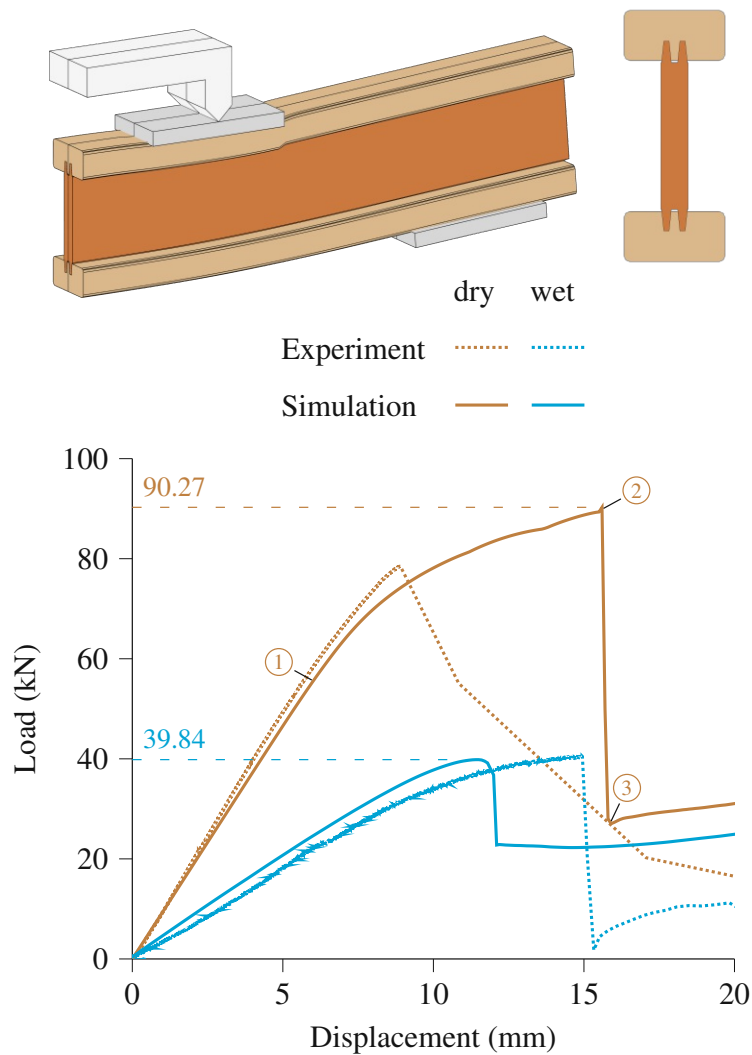 dry wet
Experiment
Simulation
100
90.27
2
80
60
1
Load (kN)
39.84
40
3
20
0
0 5 10 15 20
Displacement (mm)